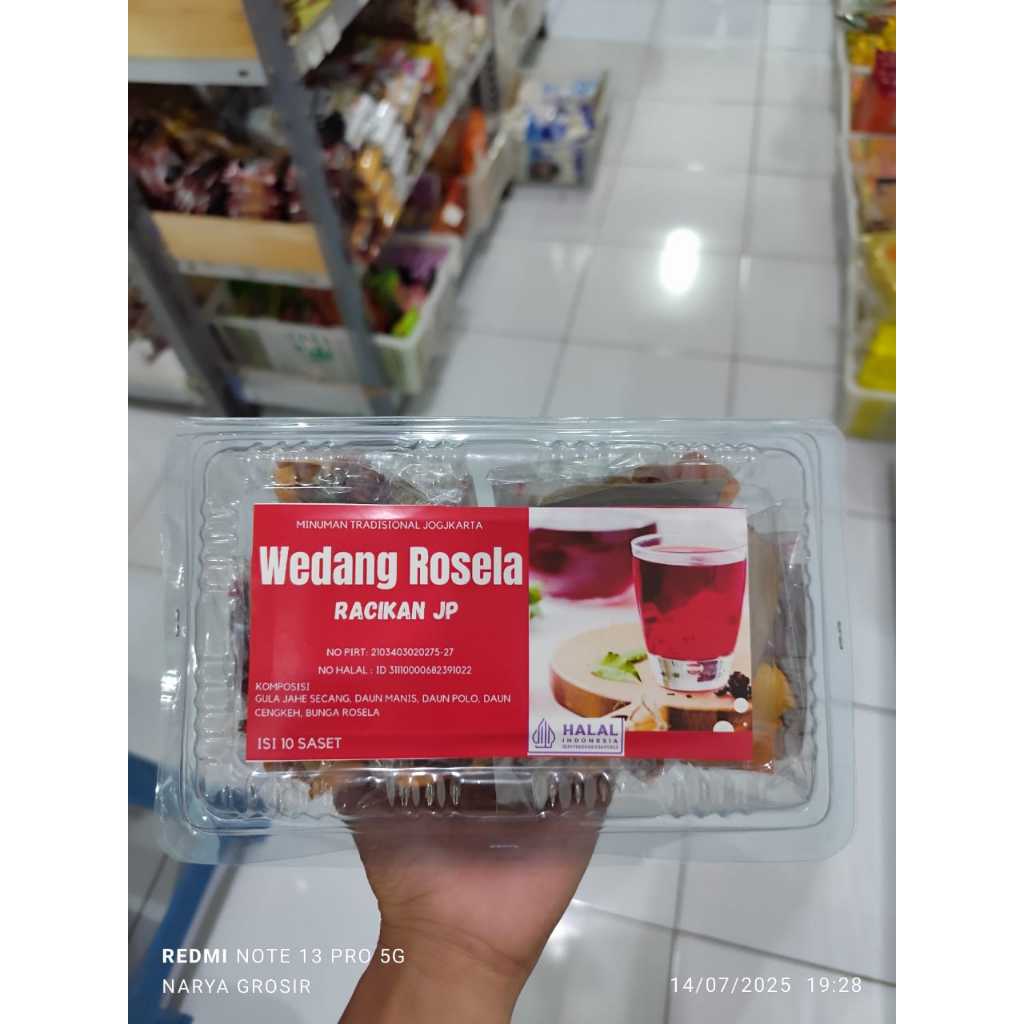 MINUMAN TRADISIONAL JOGJKARTA
Wedang Rosela
RACIKAN JP
NO PIRT: 2103403020275-27
NO HALAL : ID 31110000682391022
KOMPOSISI
GULA JAHE SECANG, DAUN MANIS, DAUN POLO, DAUN
CENGKEH, BUNGA ROSELA
ISI 10 SASET
HALAL
INDONESIA
REDMI NOTE 13 PRO 5G
NARYA GROSIR
14/07/2025 19:28